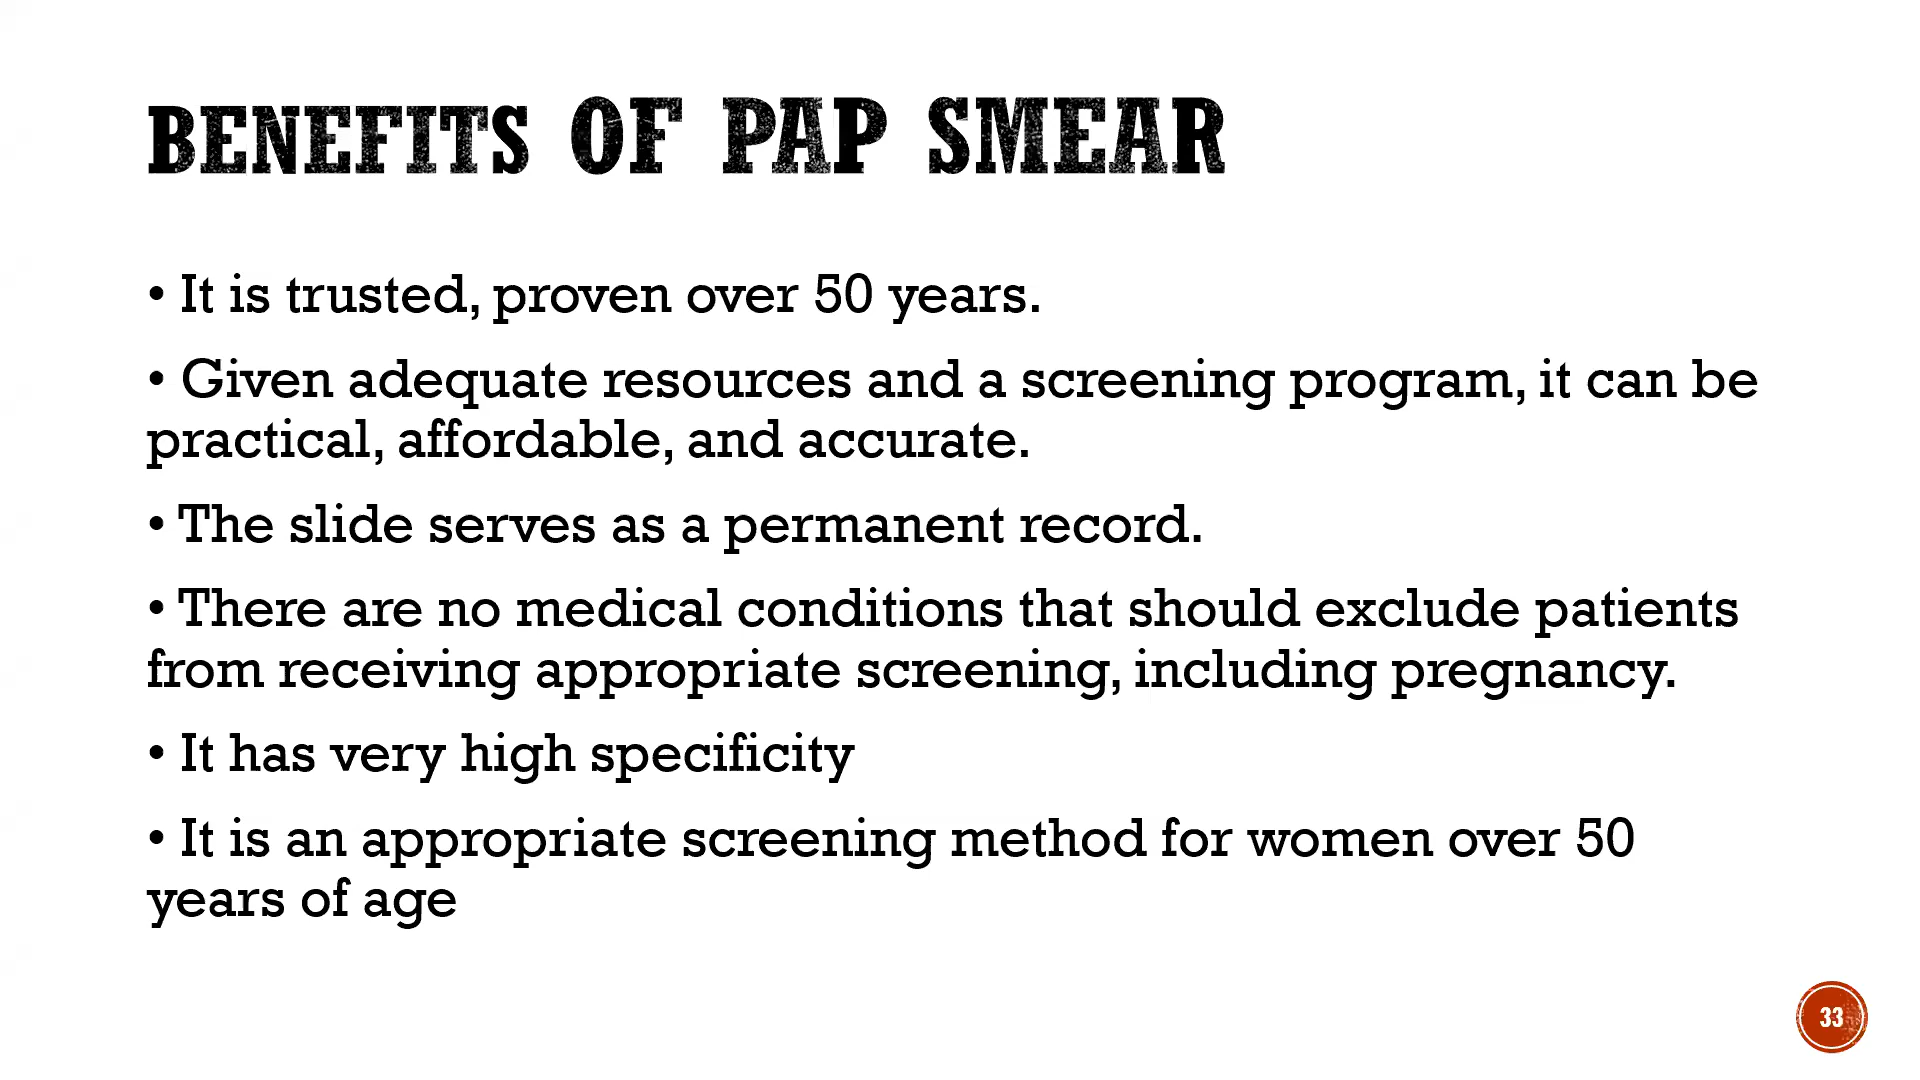 BENEFITS OF PAP SMEAR
• It is trusted, proven over 50 years.
• Given adequate resources and a screening program, it can be
practical, affordable, and accurate.
• The slide serves as a permanent record.
• There are no medical conditions that should exclude patients
from receiving appropriate screening, including pregnancy.
• It has very high specificity
• It is an appropriate screening method for women over 50
years of age
33